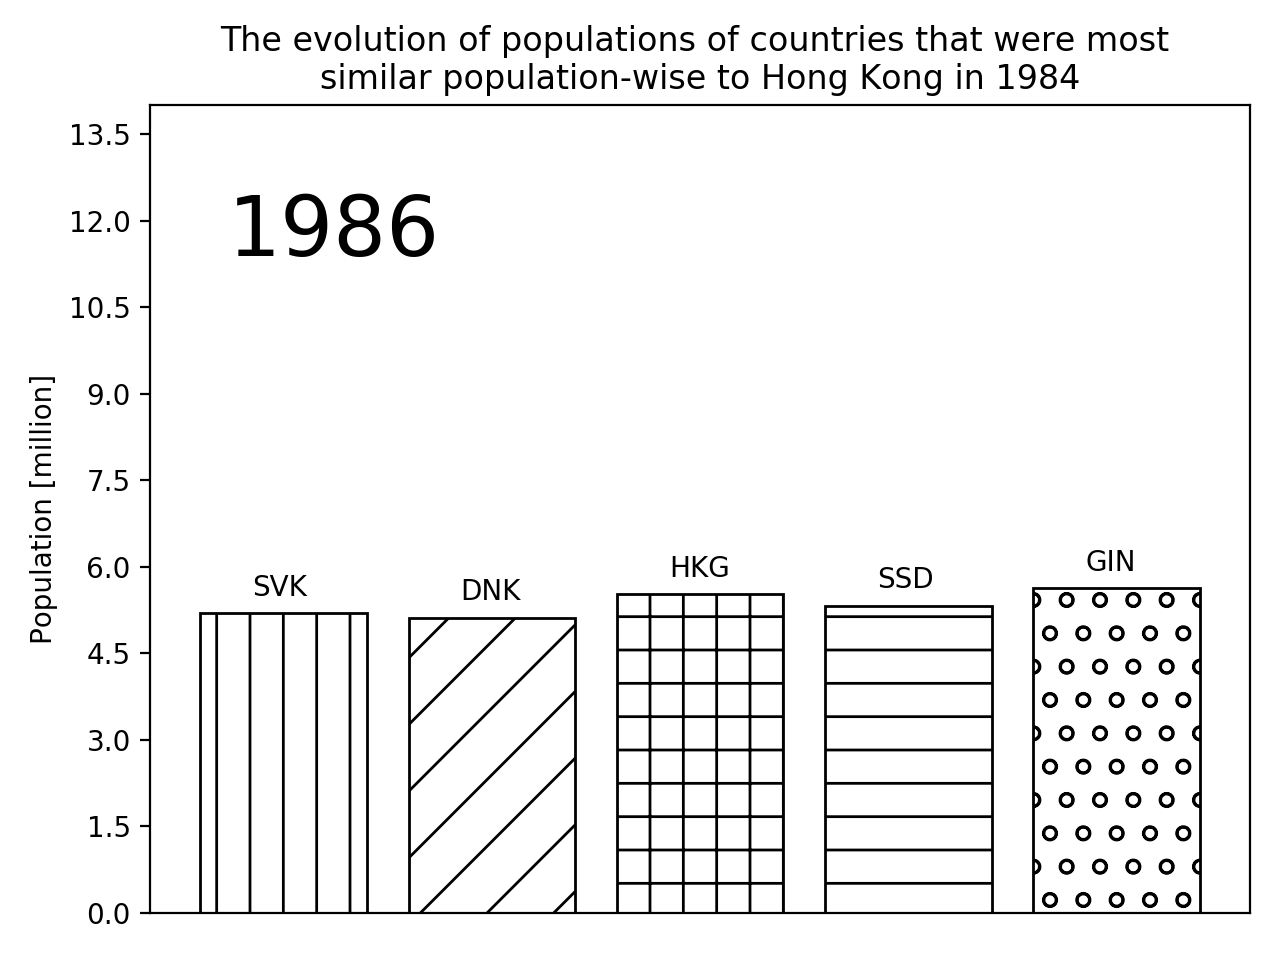 The evolution of populations of countries that were most
similar population-wise to Hong Kong in 1984
13.5
12.0
10.5
9.0
7.5
6.0
4.5
3.0
1.5
0.0
Population [million]
1986
SVK
DNK
HKG
SSD
GIN